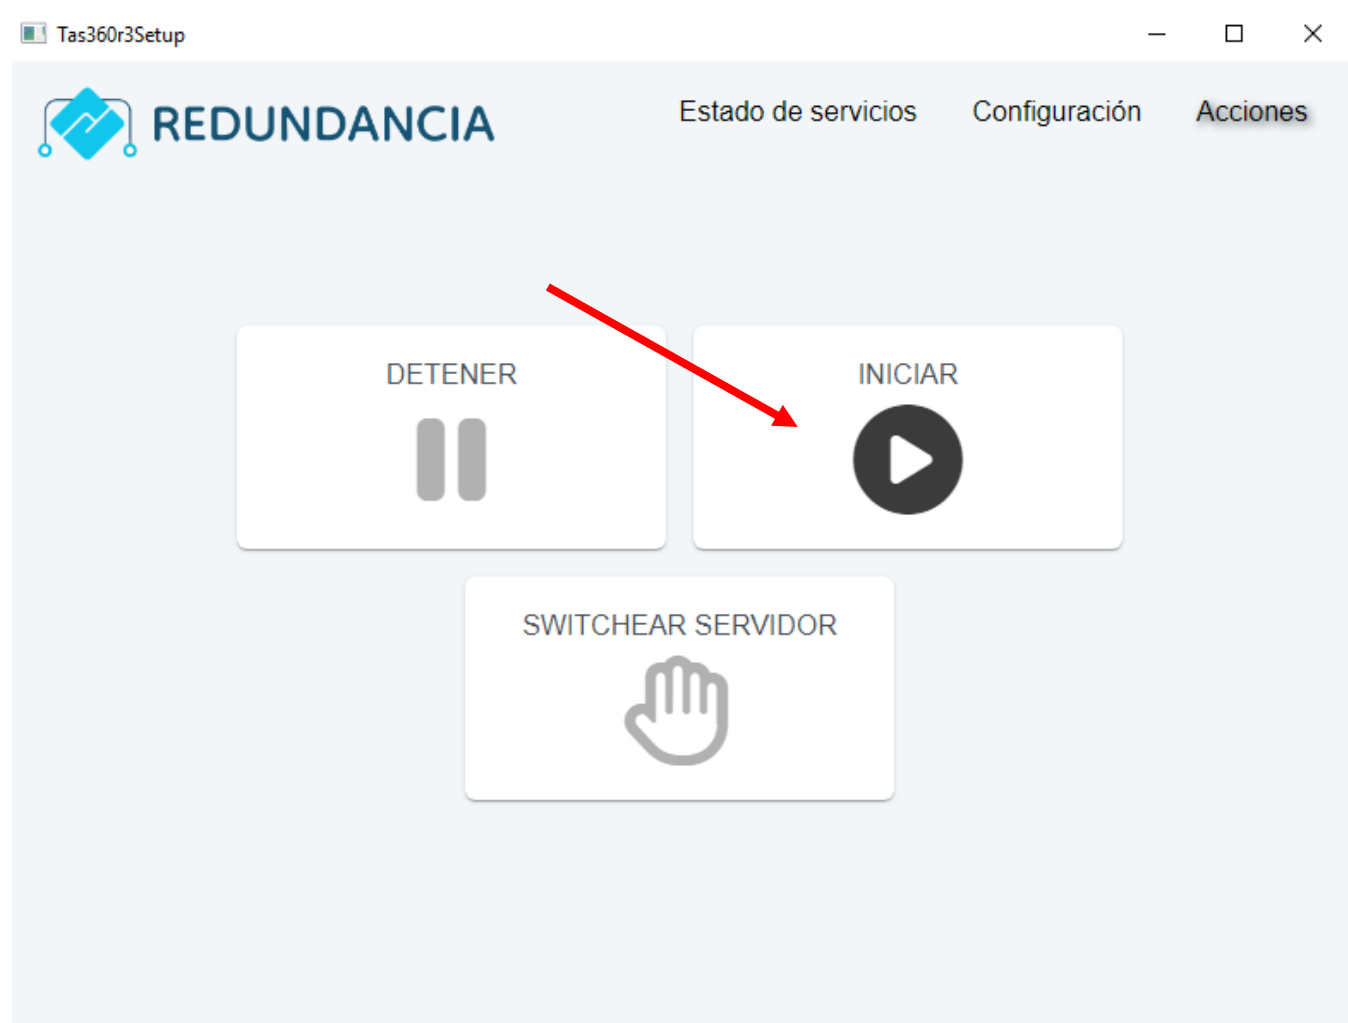 Tas360r3Setup
REDUNDANCIA
Estado de servicios
Configuración
Acciones
DETENER
INICIAR
SWITCHEAR SERVIDOR